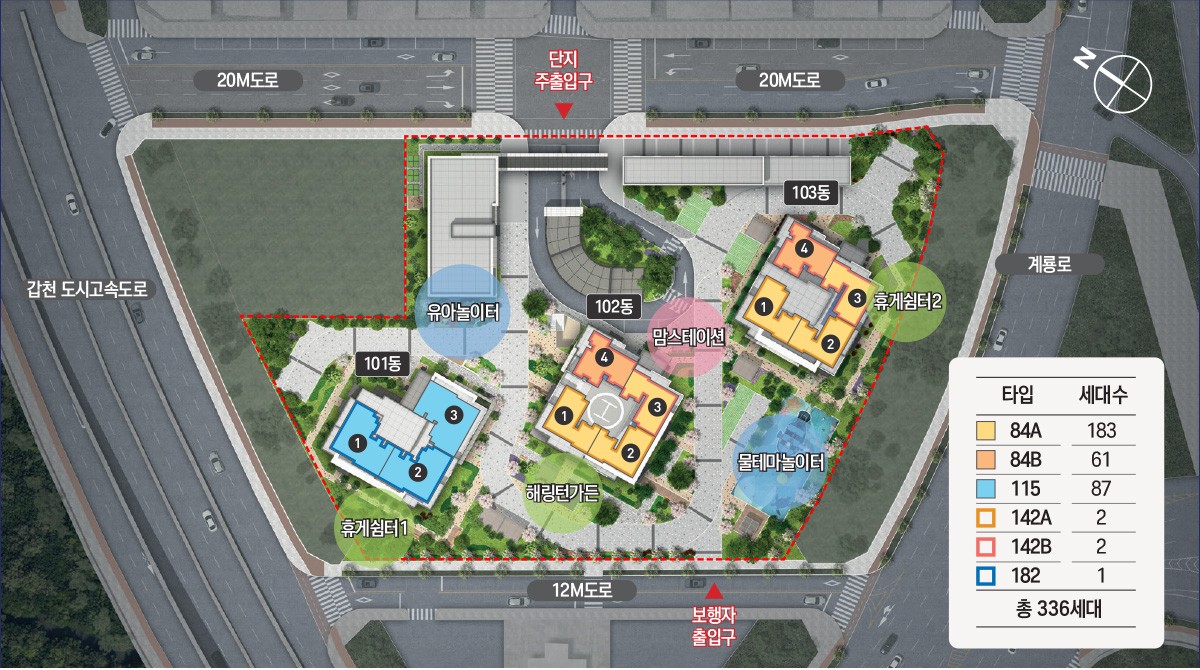 단지
주출입구
20M도로
20M도로
N
103동
4
1
3
2
휴게쉼터2
계룡로
갑천 도시고속도로
유아놀이터
102동
맘스테이션
4
1
3
2
101동
3
1
2
물테마놀이터
해링턴가든
휴게쉼터1
12M도로
보행자
출입구
타입 세대수
84A 183
84B 61
115 87
142A 2
142B 2
182 1
총 336세대